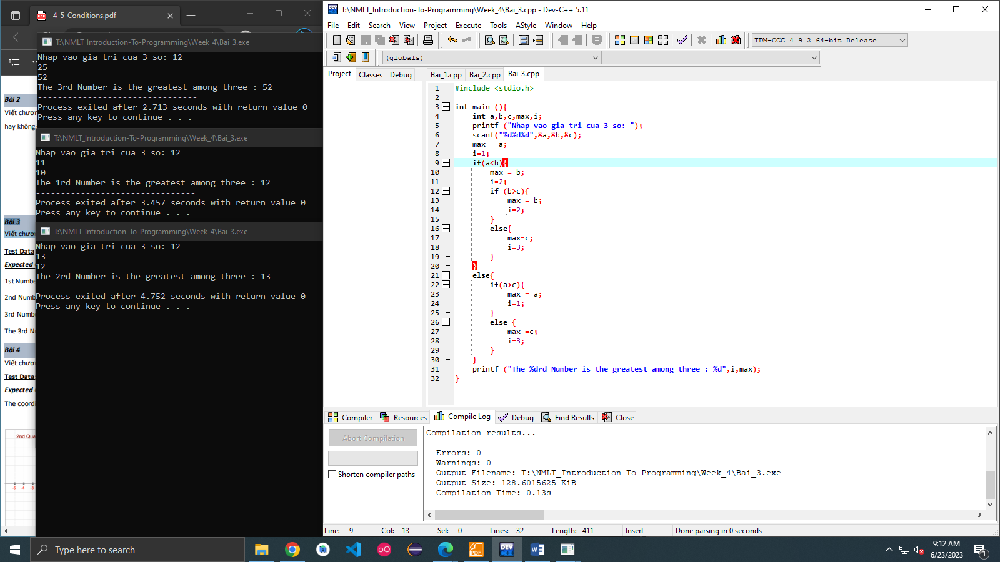 4_5_Conditions.pdf
Bài 2
Viết chươn
hay không?
Bài 3
Viết chươ
Test Data
Expected
1st Numbe
2nd Numb
3rd Numb
The 3rd N
Bài 4
Viết chươ
Test Data
Expected
The coordi
2nd Qua
-5 -4 -3
T:\NMLT_Introduction-To-Programming\Week_4\Bai_3.exe
Nhap vao gia tri cua 3 so: 12
25
52
The 3rd Number is the greatest among three : 52
--------------------------------
Process exited after 2.713 seconds with return value 0
Press any key to continue . . .
T:\NMLT_Introduction-To-Programming\Week_4\Bai_3.exe
Nhap vao gia tri cua 3 so: 12
11
10
The 1rd Number is the greatest among three : 12
--------------------------------
Process exited after 3.457 seconds with return value 0
Press any key to continue . . .
T:\NMLT_Introduction-To-Programming\Week_4\Bai_3.exe
Nhap vao gia tri cua 3 so: 12
13
12
The 2rd Number is the greatest among three : 13
--------------------------------
Process exited after 4.752 seconds with return value 0
Press any key to continue . . .
T:\NMLT_Introduction-To-Programming\Week_4\Bai_3.cpp - Dev-C++ 5.11
File Edit Search View Project Execute Tools AStyle Window Help
TDM-GCC 4.9.2 64-bit Release
(globals)
Project Classes Debug
Bai_1.cpp Bai_2.cpp Bai_3.cpp
1 #include <stdio.h>
2
3 int main (){
4 int a,b,c,max,i;
5 printf ("Nhap vao gia tri cua 3 so: ");
6 scanf("%d%d%d",&a,&b,&c);
7 max = a;
8 i=1;
9 if(a<b){
10 max = b;
11 i=2;
12 if (b>c){
13 max = b;
14 i=2;
15 }
16 else{
17 max=c;
18 i=3;
19 }
20 }
21 else{
22 if(a>c){
23 max = a;
24 i=1;
25 }
26 else {
27 max =c;
28 i=3;
29 }
30 }
31 printf ("The %drd Number is the greatest among three : %d",i,max);
32 }
Compiler Resources Compile Log Debug Find Results Close
Abort Compilation
Shorten compiler paths
Compilation results...
--------
- Errors: 0
- Warnings: 0
- Output Filename: T:\NMLT_Introduction-To-Programming\Week_4\Bai_3.exe
- Output Size: 128.6015625 KiB
- Compilation Time: 0.13s
Line: 9 Col: 13 Sel: 0 Lines: 32 Length: 411 Insert Done parsing in 0 seconds
Type here to search
9:12 AM
6/23/2023
1